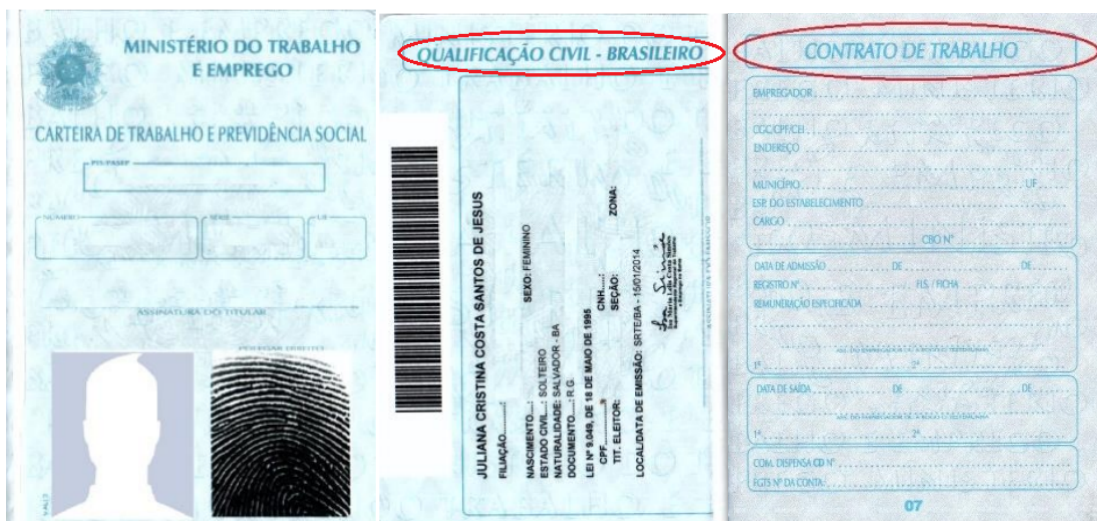 MINISTÉRIO DO TRABALHO
E EMPREGO
CARTEIRA DE TRABALHO E PREVIDÊNCIA SOCIAL
PIS/PASEP
NÚMERO SÉRIE UF
ASSINATURA DO TITULAR
POLEGAR DIREITO
QUALIFICAÇÃO CIVIL - BRASILEIRO
JULIANA CRISTINA COSTA SANTOS DE JESUS
FILIAÇÃO.........:
NASCIMENTO....: SEXO: FEMININO
ESTADO CIVIL....: SOLTEIRO
NATURALIDADE: SALVADOR - BA
DOCUMENTO.....: R.G.
LEI Nº 9.049, DE 18 DE MAIO DE 1995
CPF............: CNH.....:
TIT. ELEITOR: SEÇÃO: ZONA:
LOCAL/DATA DE EMISSÃO: SRTE/BA - 15/01/2014
CONTRATO DE TRABALHO
EMPREGADOR
CGC/CPF/CEI
ENDEREÇO
MUNICÍPIO UF
ESP. DO ESTABELECIMENTO
CARGO
CBO Nº
DATA DE ADMISSÃO DE DE
REGISTRO Nº FLS. / FICHA
REMUNERAÇÃO ESPECIFICADA
1ª 2ª
DATA DE SAÍDA DE DE
1ª 2ª
COM. DISPENSA CD Nº
FGTS Nº DA CONTA:
07